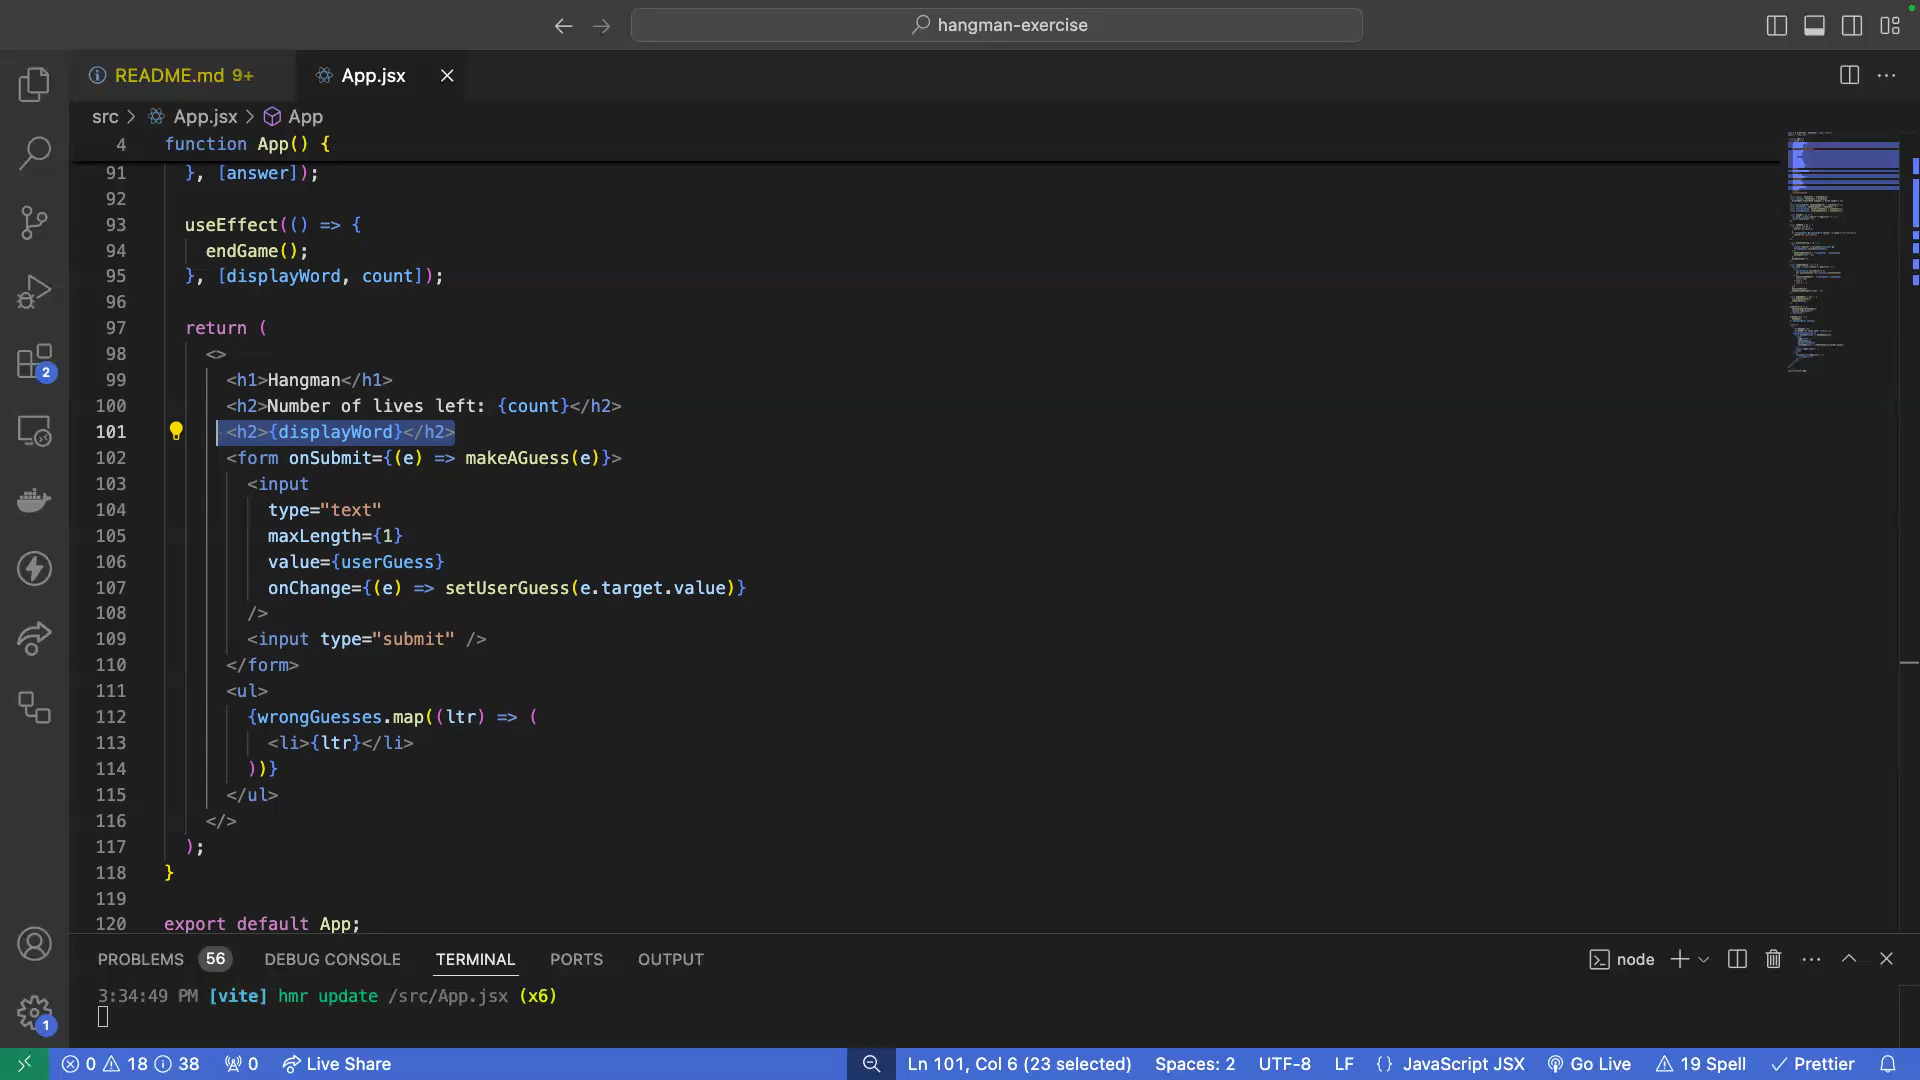 hangman-exercise
README.md 9+
App.jsx
src > App.jsx > App
4 function App() {
91 }, [answer]);
92
93 useEffect(() => {
94 endGame();
95 }, [displayWord, count]);
96
97 return (
98 <>
99 <h1>Hangman</h1>
100 <h2>Number of lives left: {count}</h2>
101 <h2>{displayWord}</h2>
102 <form onSubmit={(e) => makeAGuess(e)}>
103 <input
104 type="text"
105 maxLength={1}
106 value={userGuess}
107 onChange={(e) => setUserGuess(e.target.value)}
108 />
109 <input type="submit" />
110 </form>
111 <ul>
112 {wrongGuesses.map((ltr) => (
113 <li>{ltr}</li>
114 ))}
115 </ul>
116 </>
117 );
118 }
119
120 export default App;
2
1
PROBLEMS 56 DEBUG CONSOLE TERMINAL PORTS OUTPUT
node
3:34:49 PM [vite] hmr update /src/App.jsx (x6)
0 18 38 0 Live Share Ln 101, Col 6 (23 selected) Spaces: 2 UTF-8 LF {} JavaScript JSX Go Live 19 Spell Prettier